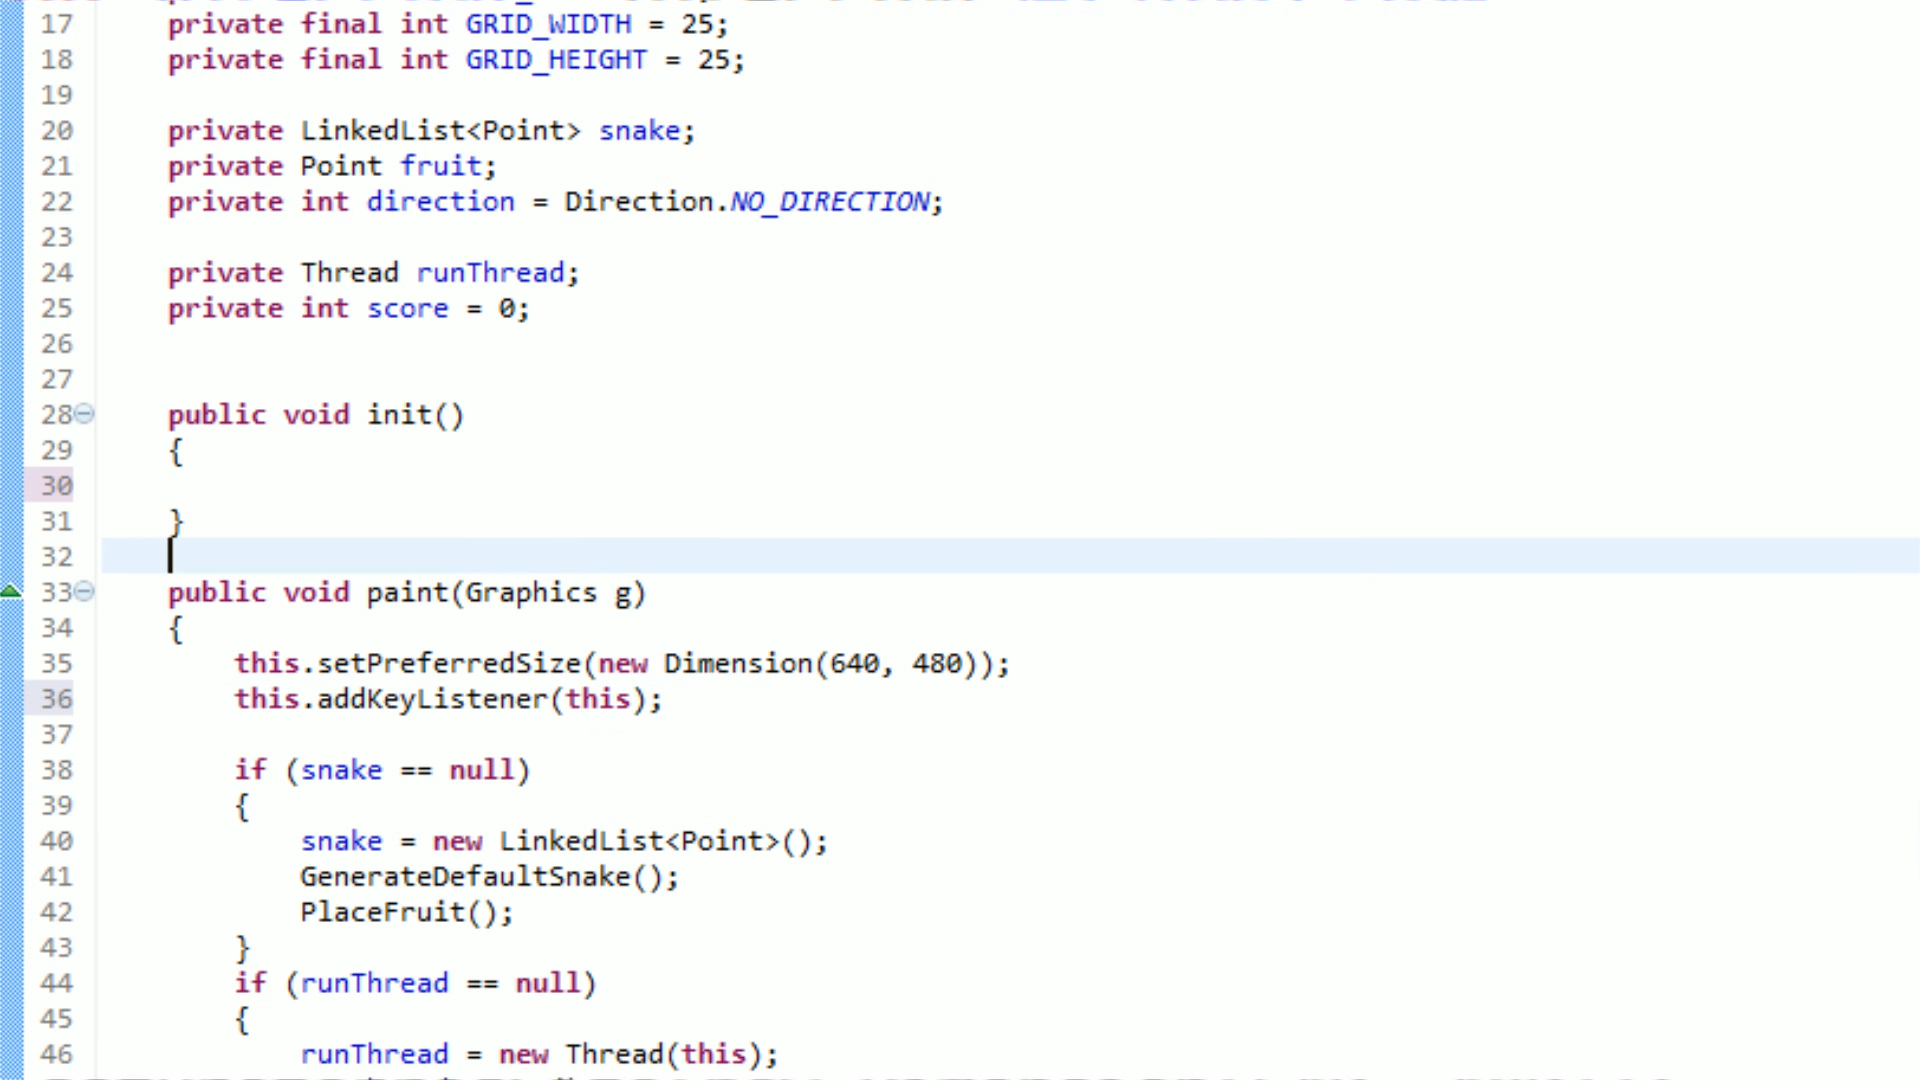 17 private final int GRID_WIDTH = 25;
18 private final int GRID_HEIGHT = 25;
19
20 private LinkedList<Point> snake;
21 private Point fruit;
22 private int direction = Direction.NO_DIRECTION;
23
24 private Thread runThread;
25 private int score = 0;
26
27
28 public void init()
29 {
30
31 }
32
33 public void paint(Graphics g)
34 {
35 this.setPreferredSize(new Dimension(640, 480));
36 this.addKeyListener(this);
37
38 if (snake == null)
39 {
40 snake = new LinkedList<Point>();
41 GenerateDefaultSnake();
42 PlaceFruit();
43 }
44 if (runThread == null)
45 {
46 runThread = new Thread(this);